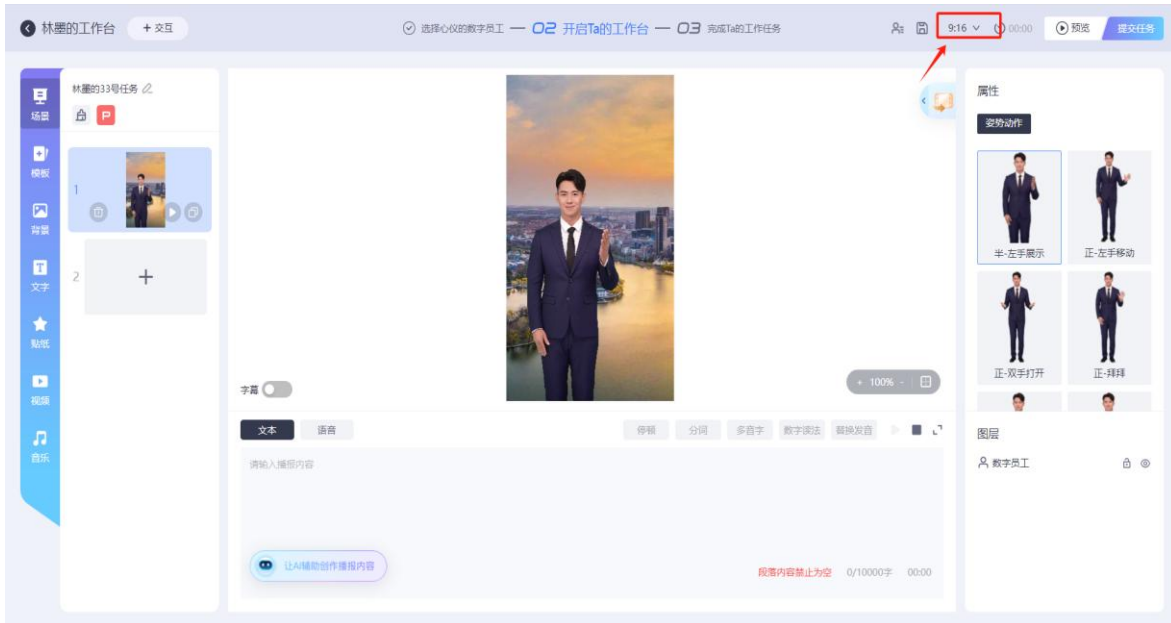 林墨的工作台
+ 交互
选择心仪的数字员工 — 02 开启Ta的工作台 — 03 完成Ta的工作任务
9:16
00:00
预览
提交任务
场景
模板
背景
文字
贴纸
视频
音乐
林墨的33号任务
P
1
2
字幕
+ 100% -
文本
语音
停顿
分词
多音字
数字读法
替换发音
请输入播报内容
让AI辅助创作播报内容
段落内容禁止为空
0/10000字
00:00
属性
姿势动作
半-左手展示
正-左手移动
正-双手打开
正-拜拜
图层
数字员工